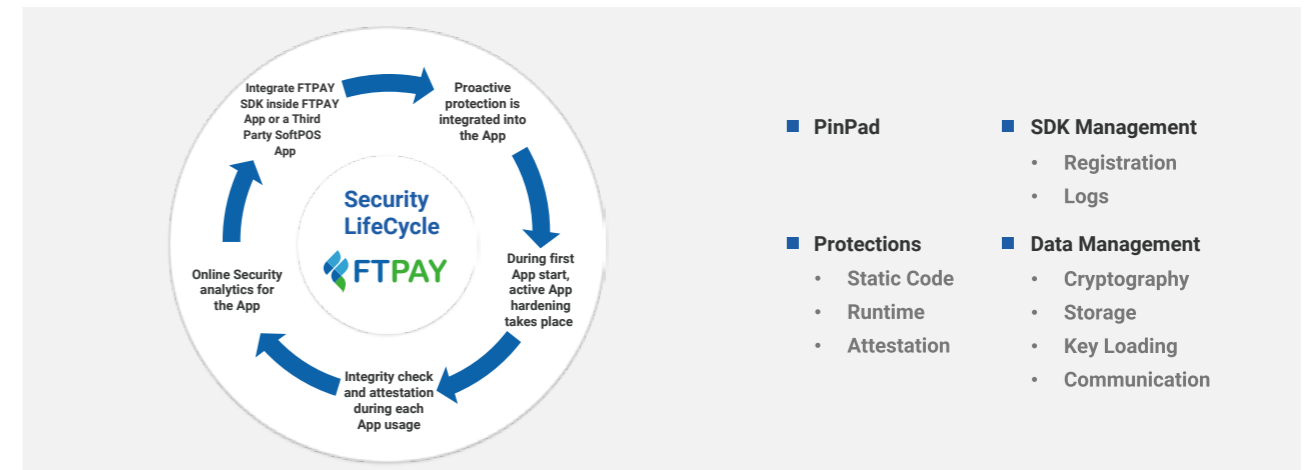 Integrate FTPAY
SDK inside FTPAY
App or a Third
Party SoftPOS
App
Proactive
protection is
integrated into
the App
During first
App start,
active App
hardening
takes place
Integrity check
and attestation
during each
App usage
Online Security
analytics for
the App
Security
LifeCycle
FTPAY
PinPad
Protections
Static Code
Runtime
Attestation
SDK Management
Registration
Logs
Data Management
Cryptography
Storage
Key Loading
Communication